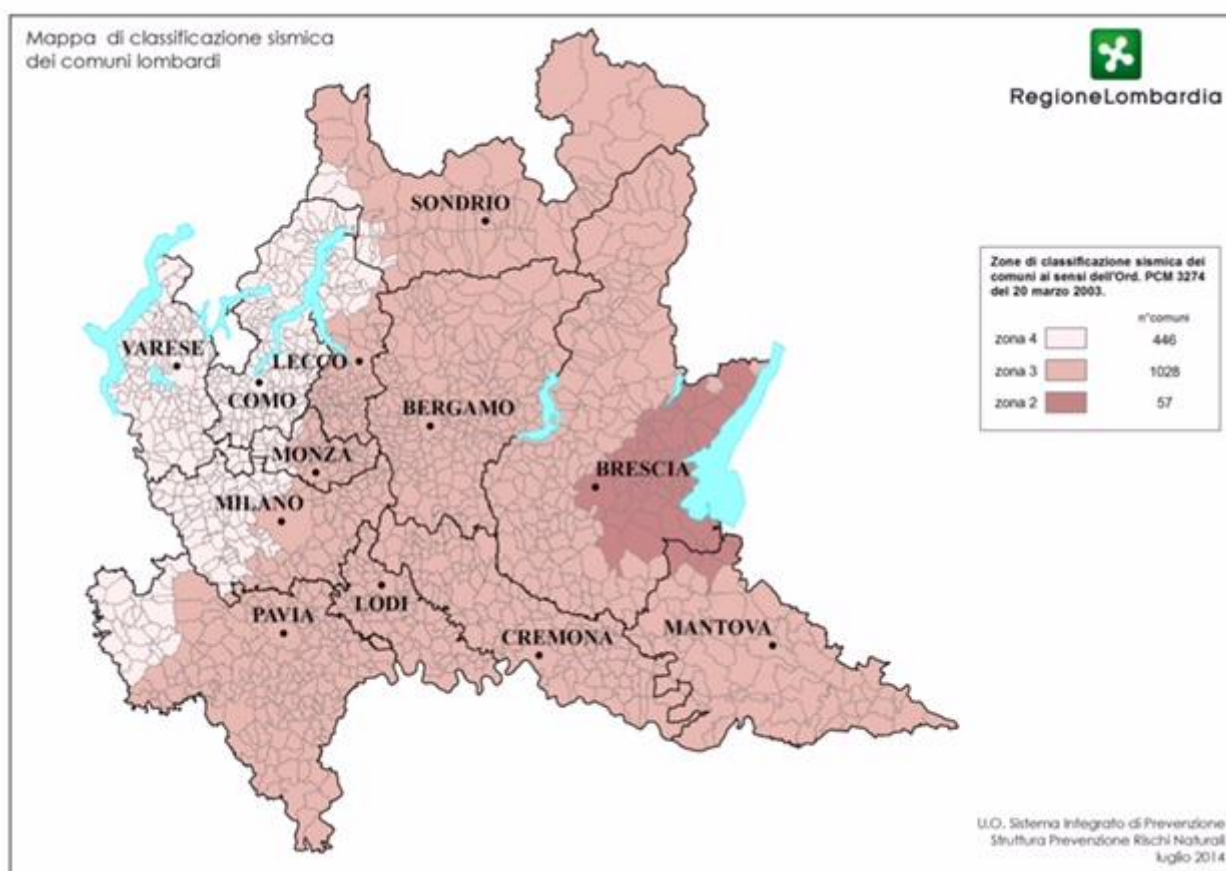 Mappa di classificazione sismica
dei comuni lombardi
RegioneLombardia
SONDRIO
Zone di classificazione sismica dei
comuni ai sensi dell'Ord. PCM 3274
del 20 marzo 2003.
n°comuni
zona 4 446
zona 3 1028
zona 2 57
VARESE
LECCO
COMO
BERGAMO
MONZA
BRESCIA
MILANO
LODI
PAVIA
CREMONA
MANTOVA
U.O. Sistema Integrato di Prevenzione
Struttura Prevenzione Rischi Naturali
luglio 2014